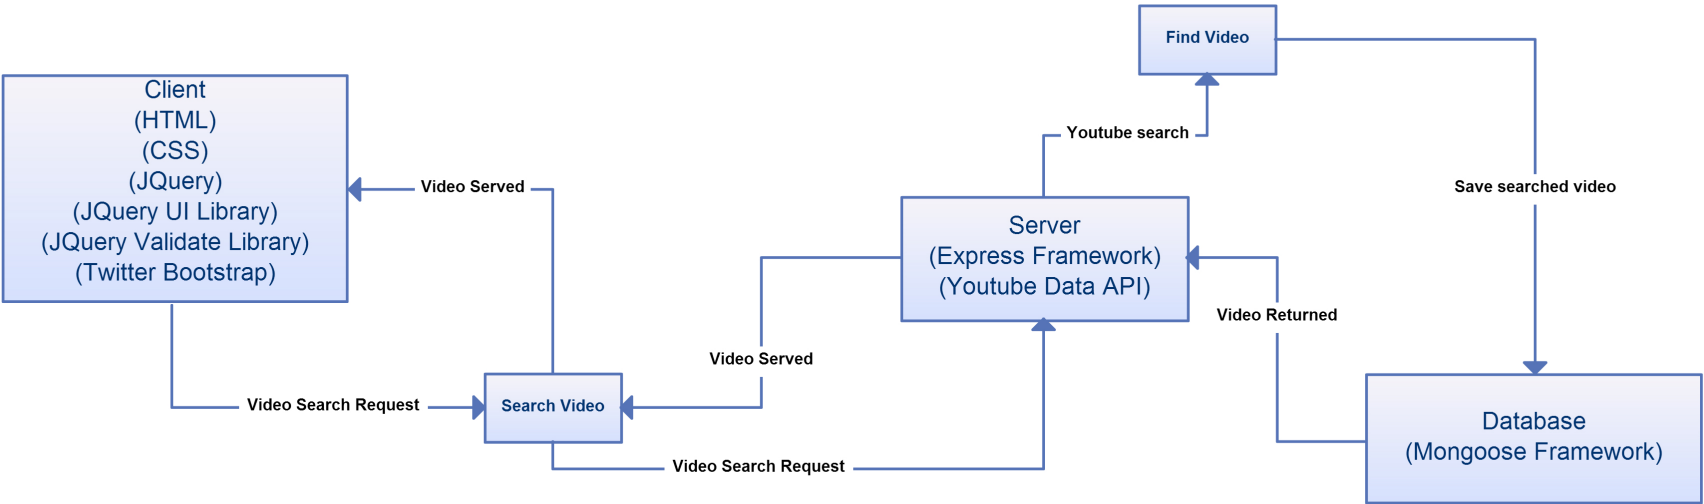 Find Video
Client
(HTML)
(CSS)
(JQuery)
(JQuery UI Library)
(JQuery Validate Library)
(Twitter Bootstrap)
Youtube search
Video Served
Save searched video
Server
(Express Framework)
(Youtube Data API)
Video Returned
Video Served
Video Search Request
Search Video
Database
(Mongoose Framework)
Video Search Request